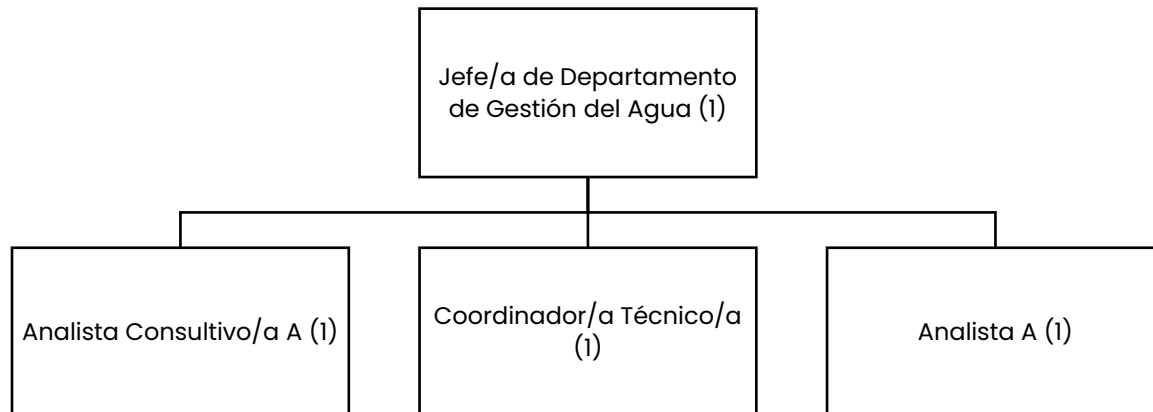 Jefe/a de Departamento
de Gestión del Agua (1)
Analista Consultivo/a A (1)
Coordinador/a Técnico/a
(1)
Analista A (1)